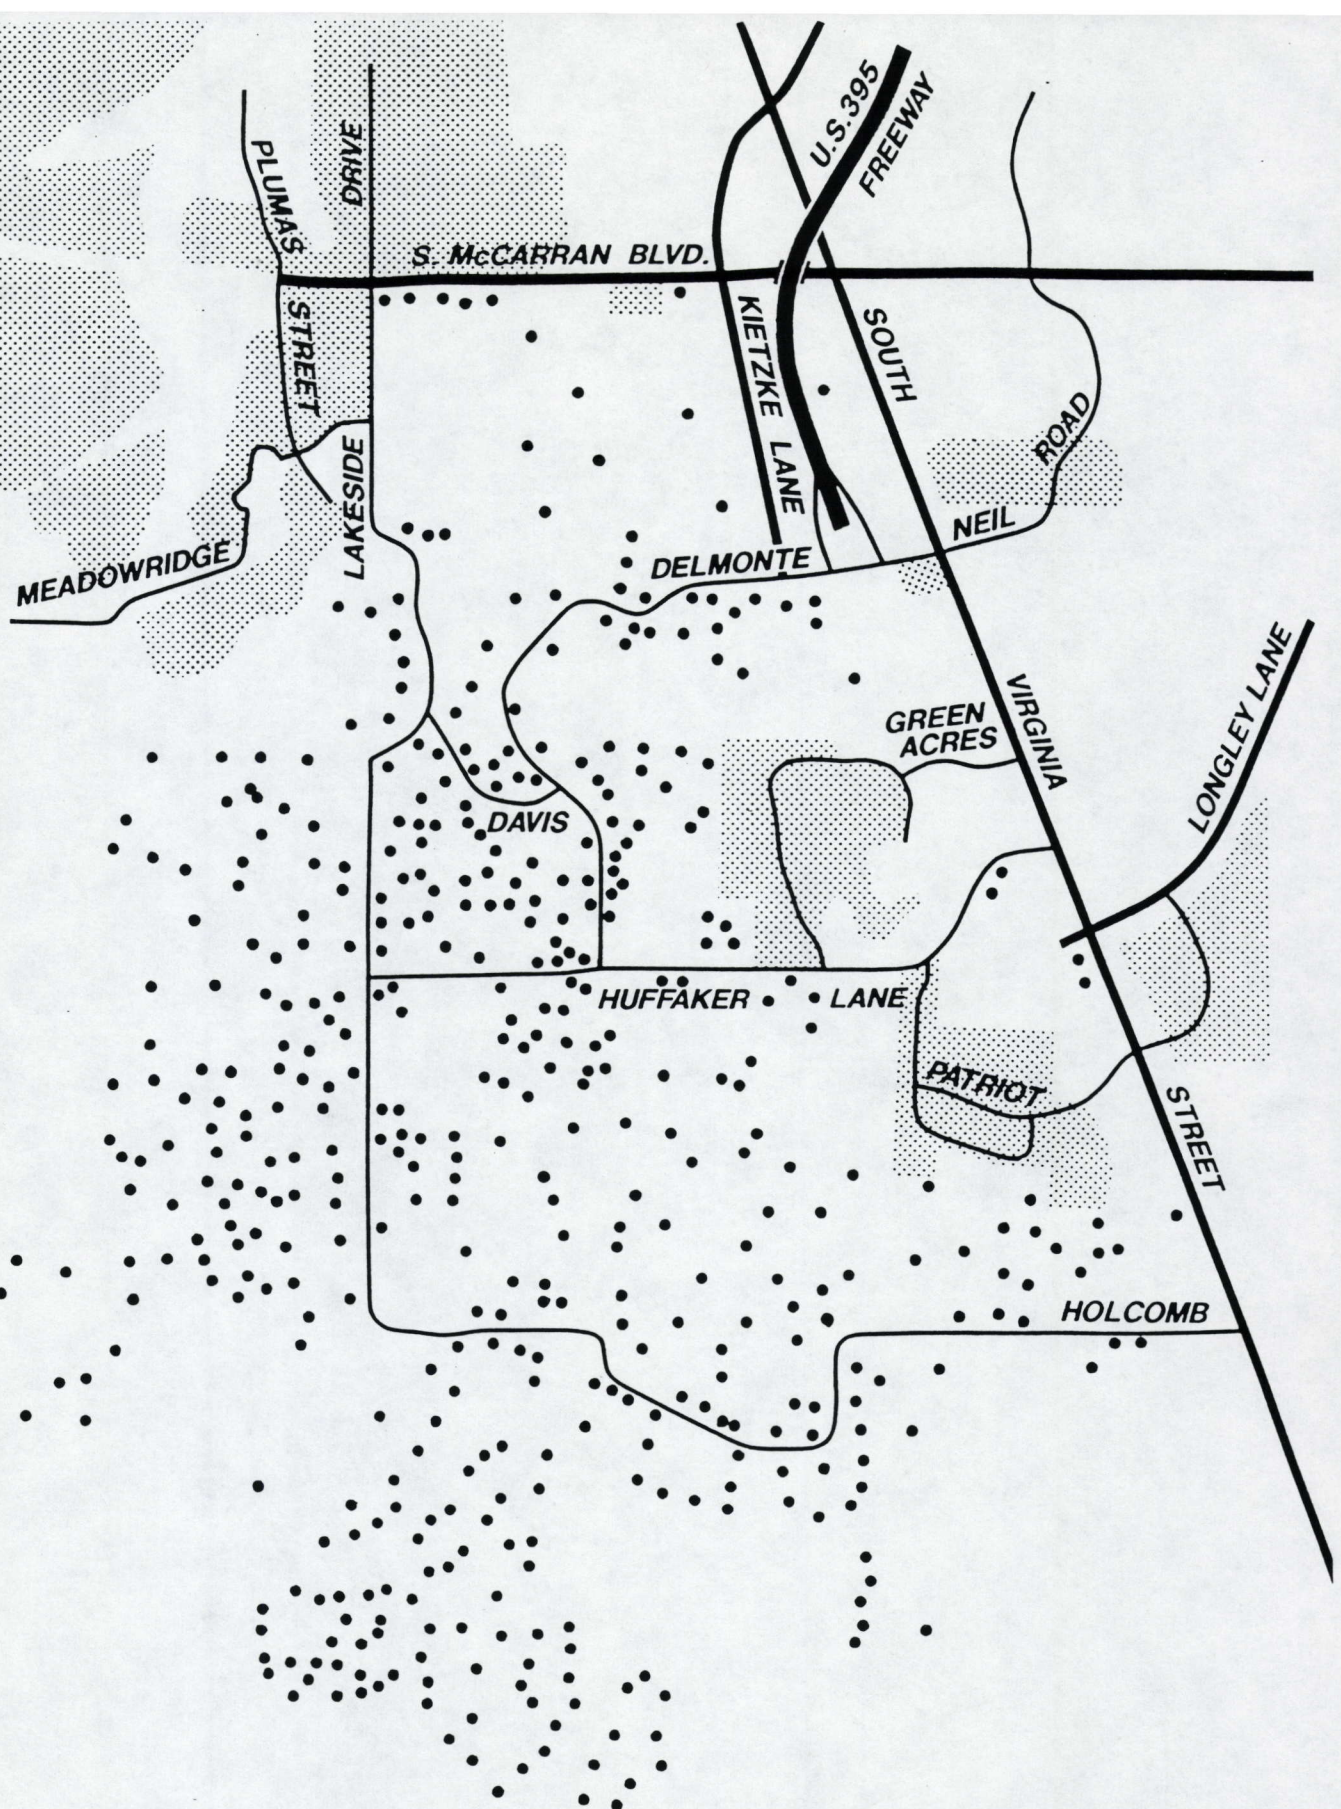 U.S.395
FREEWAY
PLUMAS
STREET
DRIVE
LAKESIDE
S. McCARRAN BLVD.
KIETZKE LANE
SOUTH
VIRGINIA
STREET
NEIL
ROAD
DELMONTE
MEADOWRIDGE
LONGLEY LANE
GREEN
ACRES
DAVIS
HUFFAKER LANE
PATRIOT
HOLCOMB